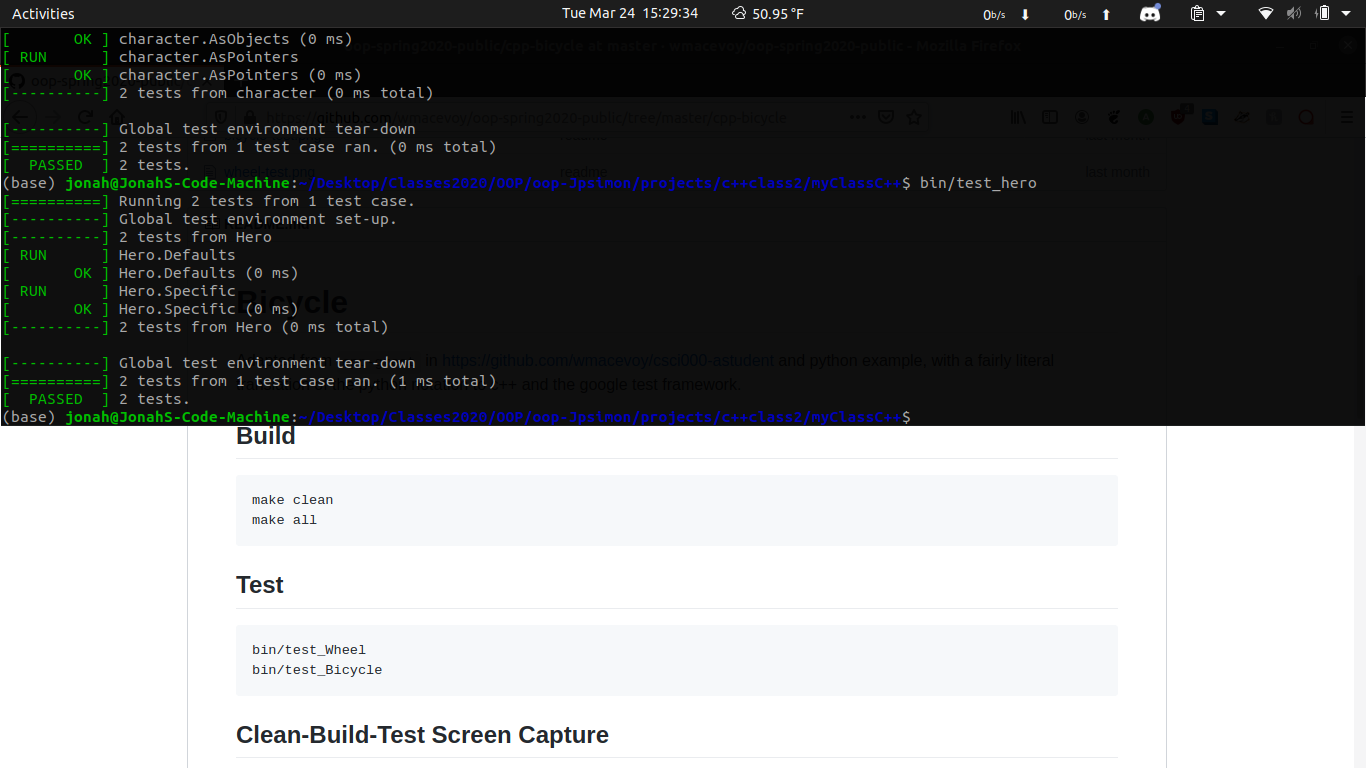 Activities
Tue Mar 24 15:29:34
50.95 °F
0b/s
0b/s
[       OK ] character.AsObjects (0 ms)
oop-spring2020-public/cpp-bicycle at master · wmacevoy/oop-spring2020-public - Mozilla Firefox
[ RUN      ] character.AsPointers
[       OK ] character.AsPointers (0 ms)
[----------] 2 tests from character (0 ms total)
https://github.com/wmacevoy/oop-spring2020-public/tree/master/cpp-bicycle
[----------] Global test environment tear-down
[==========] 2 tests from 1 test case ran. (0 ms total)
[  PASSED  ] 2 tests.
readme
last month
(base) jonah@JonahS-Code-Machine:~/Desktop/Classes2020/OOP/oop-Jpsimon/projects/c++class2/myClassC++$ bin/test_hero
[==========] Running 2 tests from 1 test case.
[----------] Global test environment set-up.
[----------] 2 tests from Hero
[ RUN      ] Hero.Defaults
[       OK ] Hero.Defaults (0 ms)
[ RUN      ] Hero.Specific
Bicycle
[       OK ] Hero.Specific (0 ms)
[----------] 2 tests from Hero (0 ms total)
in https://github.com/wmacevoy/csci000-astudent and python example, with a fairly literal
[----------] Global test environment tear-down
[==========] 2 tests from 1 test case ran. (1 ms total)
and the google test framework.
[  PASSED  ] 2 tests.
(base) jonah@JonahS-Code-Machine:~/Desktop/Classes2020/OOP/oop-Jpsimon/projects/c++class2/myClassC++$
Build
make clean
make all
Test
bin/test_Wheel
bin/test_Bicycle
Clean-Build-Test Screen Capture